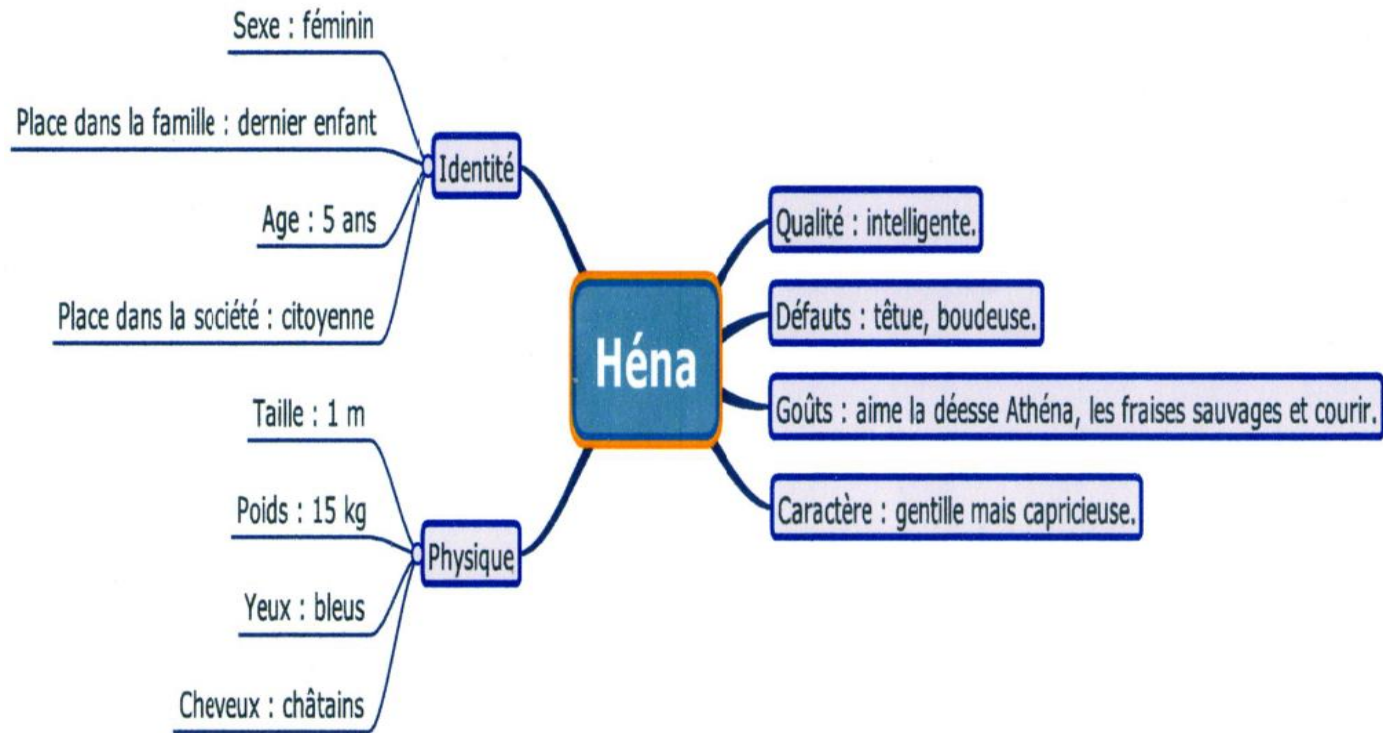 Sexe : féminin
Place dans la famille : dernier enfant
Identité
Age : 5 ans
Place dans la société : citoyenne
Taille : 1 m
Poids : 15 kg
Physique
Yeux : bleus
Cheveux : châtains
Héna
Qualité : intelligente.
Défauts : têtue, boudeuse.
Goûts : aime la déesse Athéna, les fraises sauvages et courir.
Caractère : gentille mais capricieuse.